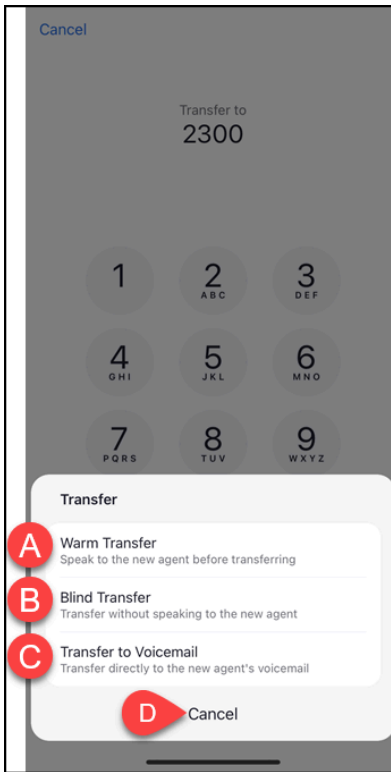 Cancel
Transfer to
2300
1 2 3
ABC DEF
4 5 6
GHI JKL MNO
7 8 9
PQRS TUV WXYZ
Transfer
A Warm Transfer
Speak to the new agent before transferring
B Blind Transfer
Transfer without speaking to the new agent
C Transfer to Voicemail
Transfer directly to the new agent's voicemail
D Cancel